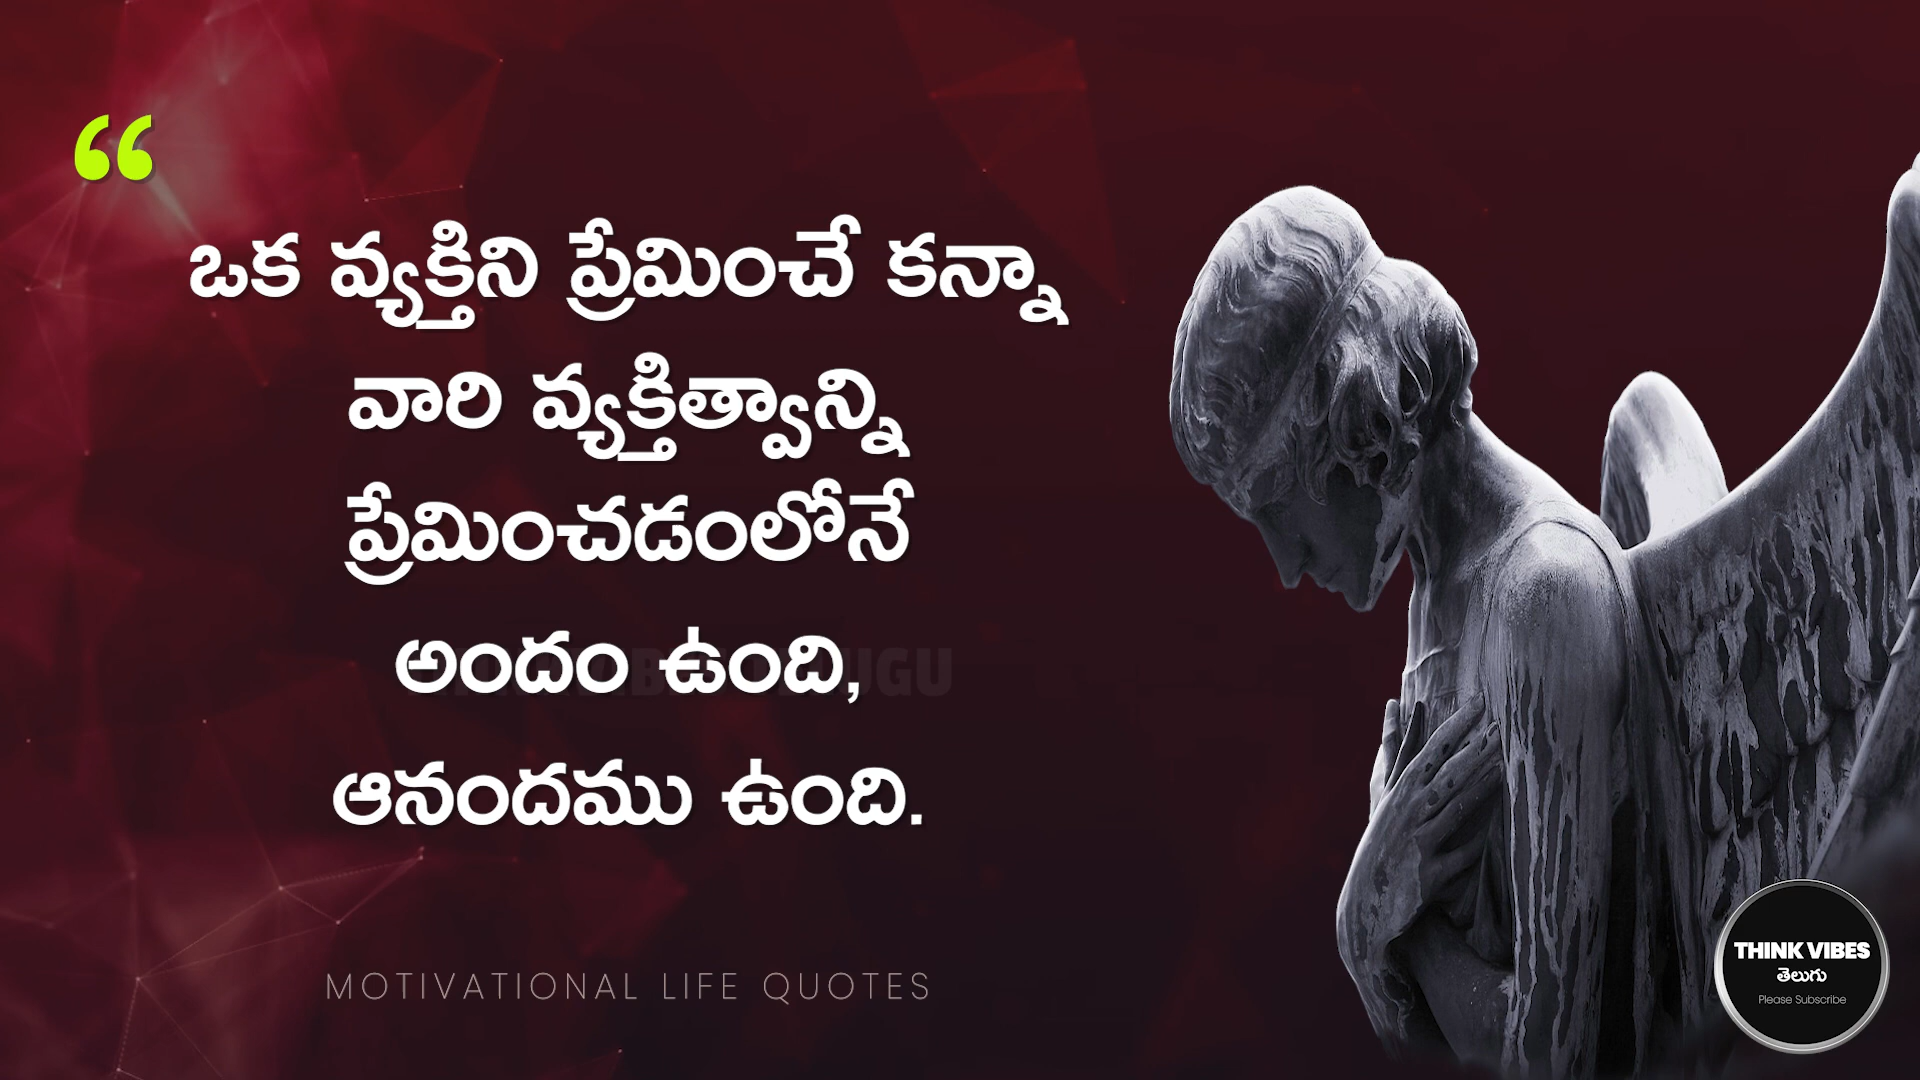 “
ఒక వ్యక్తిని ప్రేమించే కన్నా
వారి వ్యక్తిత్వాన్ని
ప్రేమించడంలోనే
అందం ఉంది,
ఆనందము ఉంది.
MOTIVATIONAL LIFE QUOTES
THINK VIBES
తెలుగు
Please Subscribe